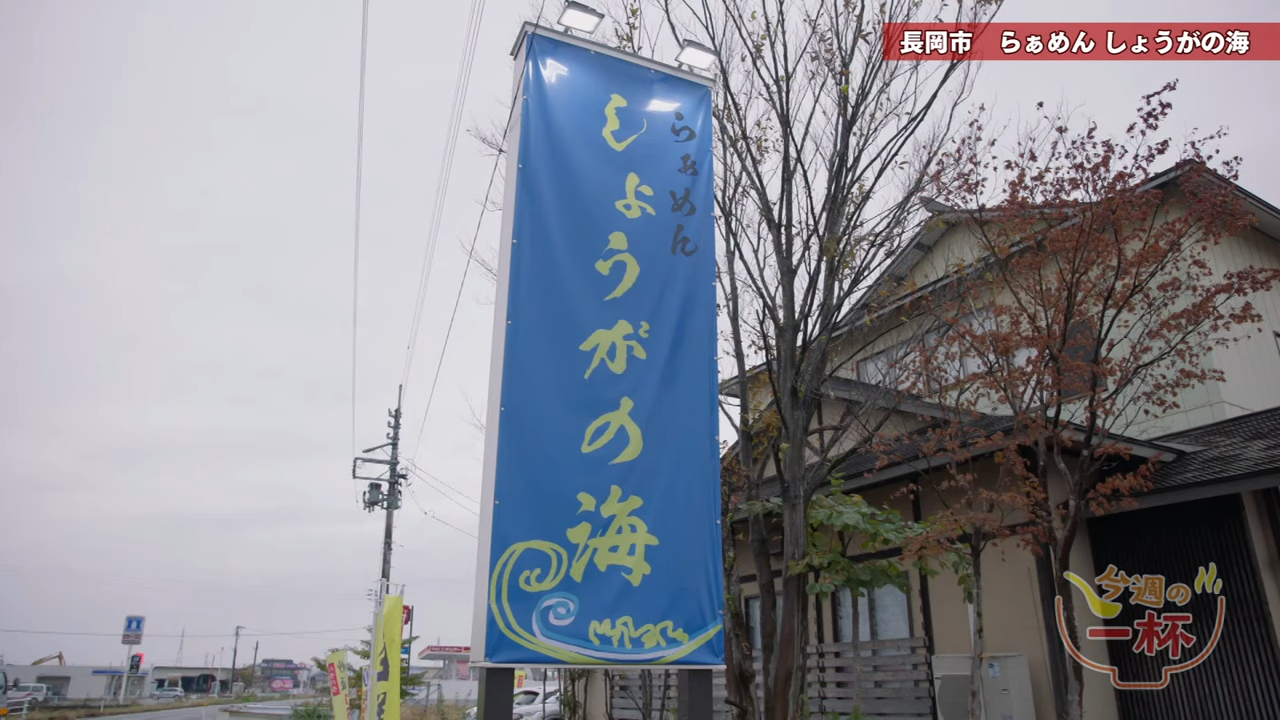 長岡市 らぁめん しょうがの海
らぁめん
しょうがの海
今週の
一杯